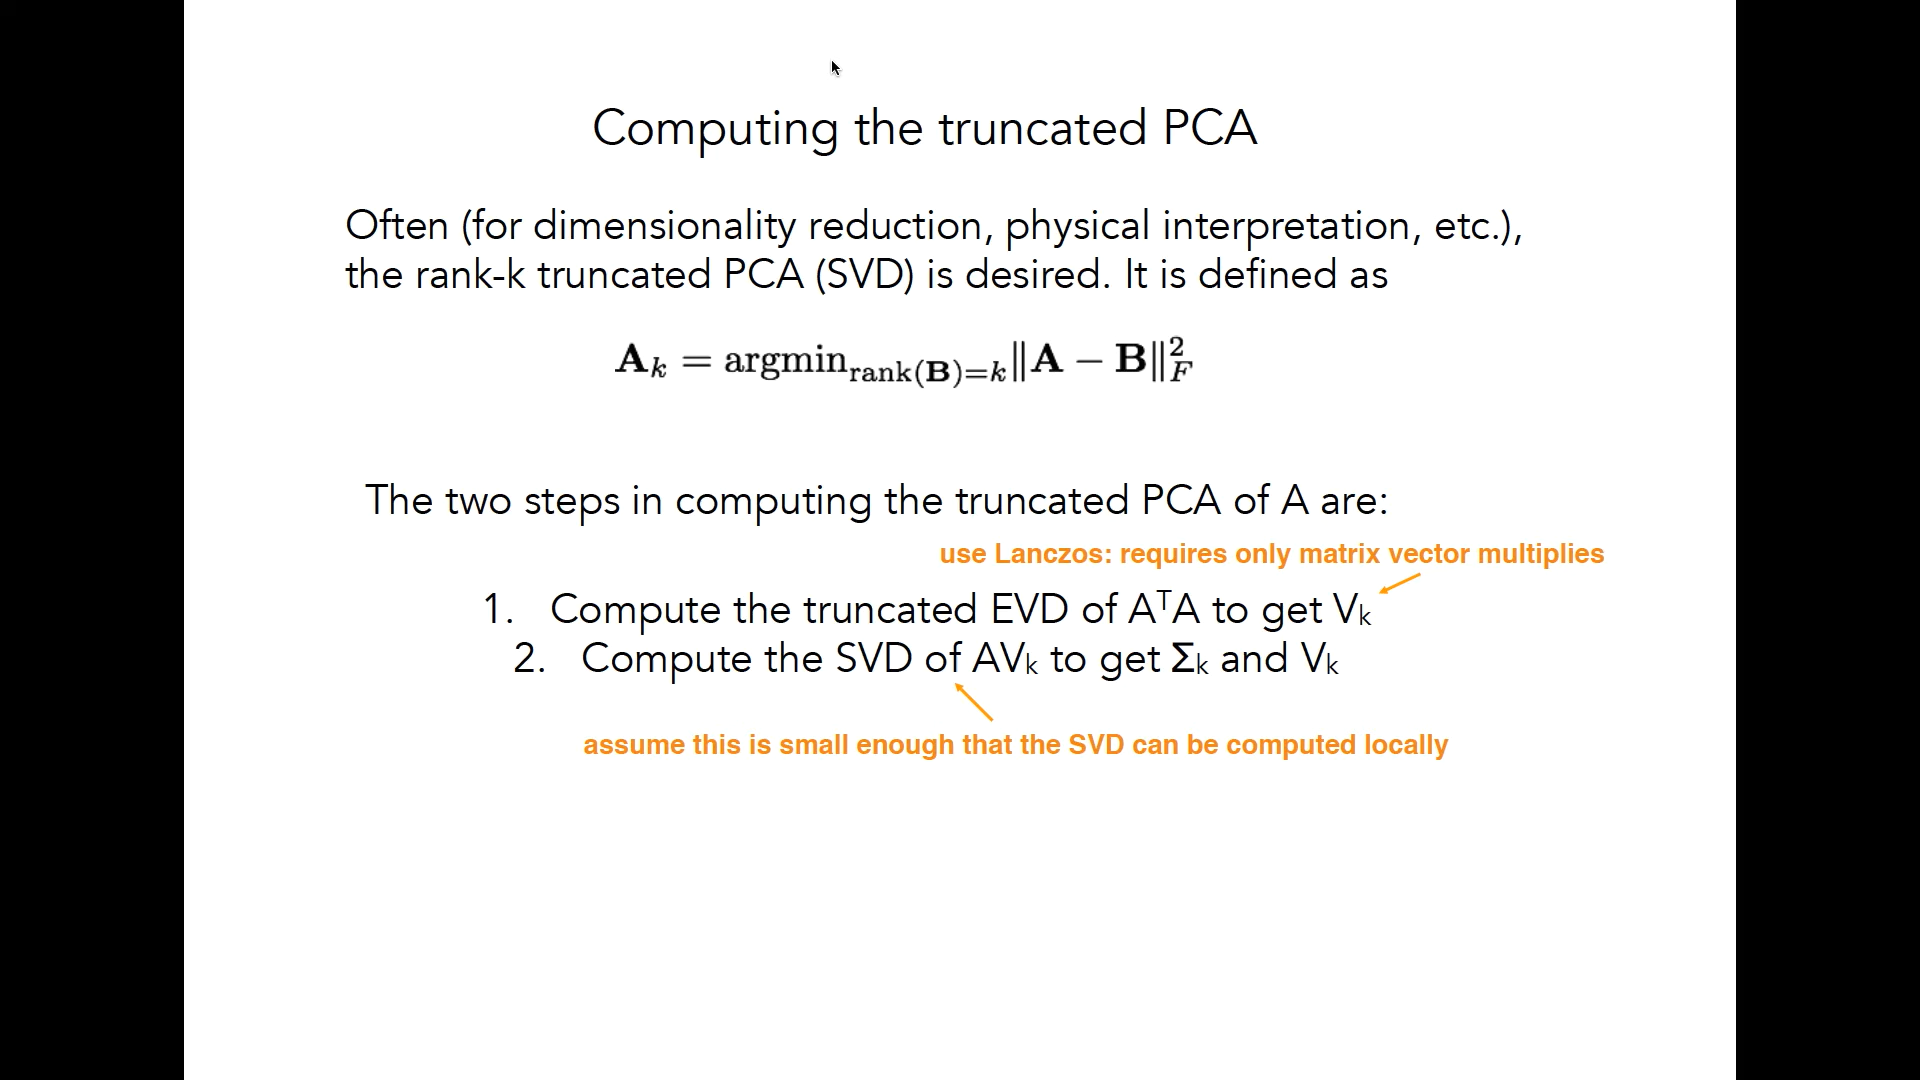 Computing the truncated PCA
Often (for dimensionality reduction, physical interpretation, etc.),
the rank-k truncated PCA (SVD) is desired. It is defined as
𝐀ₖ = argmin_{rank(𝐁)=k} ‖𝐀 − 𝐁‖²_F
The two steps in computing the truncated PCA of A are:
use Lanczos: requires only matrix vector multiplies
1. Compute the truncated EVD of AᵀA to get Vₖ
2. Compute the SVD of AVₖ to get Σₖ and Vₖ
assume this is small enough that the SVD can be computed locally